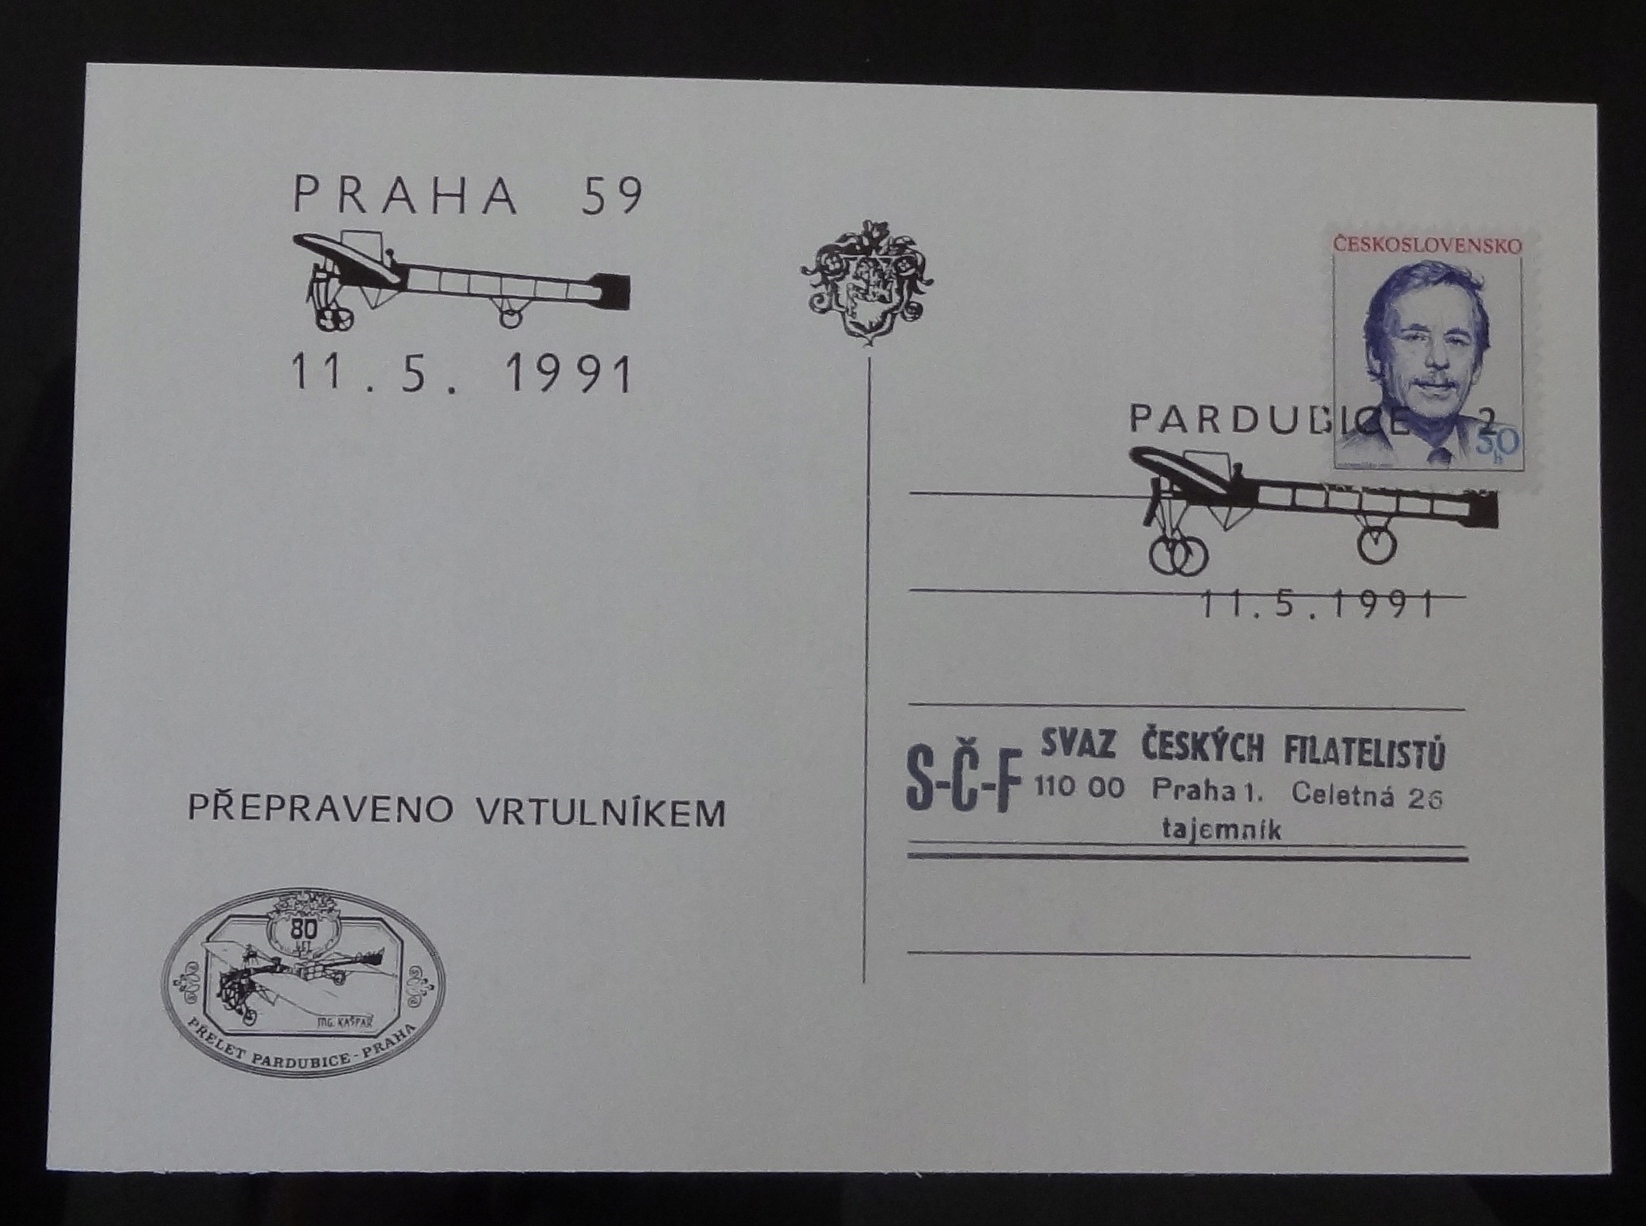 PRAHA 59
11.5. 1991
ČESKOSLOVENSKO
50
h
PARDUBICE 2
11.5.1991
S-Č-F
SVAZ ČESKÝCH FILATELISTŮ
110 00 Praha 1. Celetná 26
tajemník
PŘEPRAVENO VRTULNÍKEM
80
LET
ING. KAŠPAR
PŘELET PARDUBICE - PRAHA